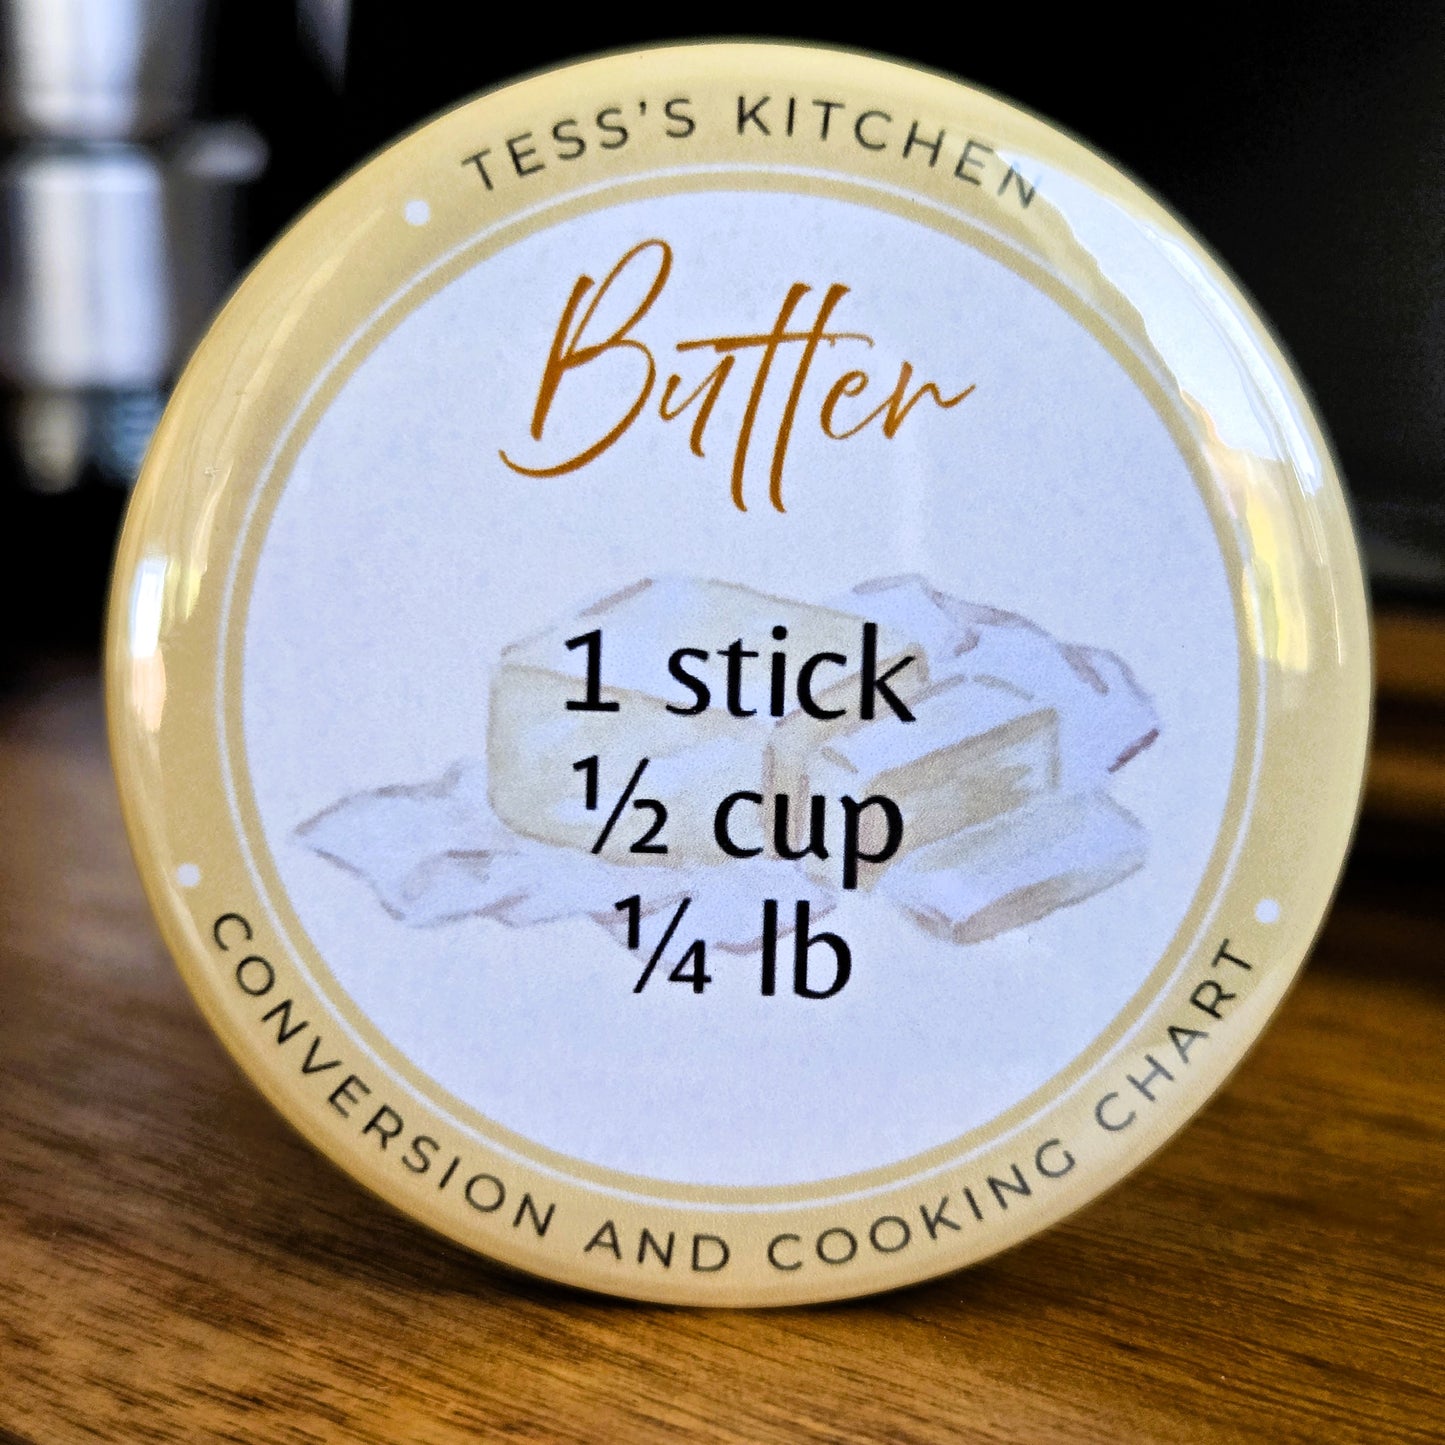 TESS'S KITCHEN
Butter
1 stick
½ cup
¼ lb
CONVERSION AND COOKING CHART